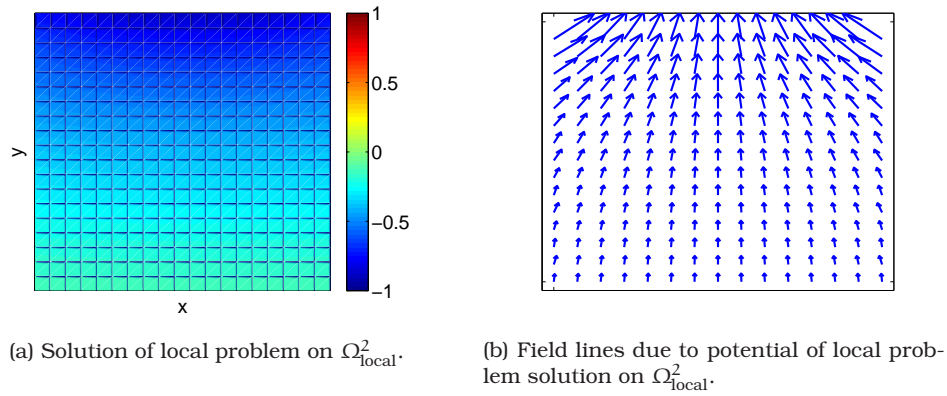 1
0.5
y
0
−0.5
−1
x
(a) Solution of local problem on Ω²local.
(b) Field lines due to potential of local prob-
lem solution on Ω²local.